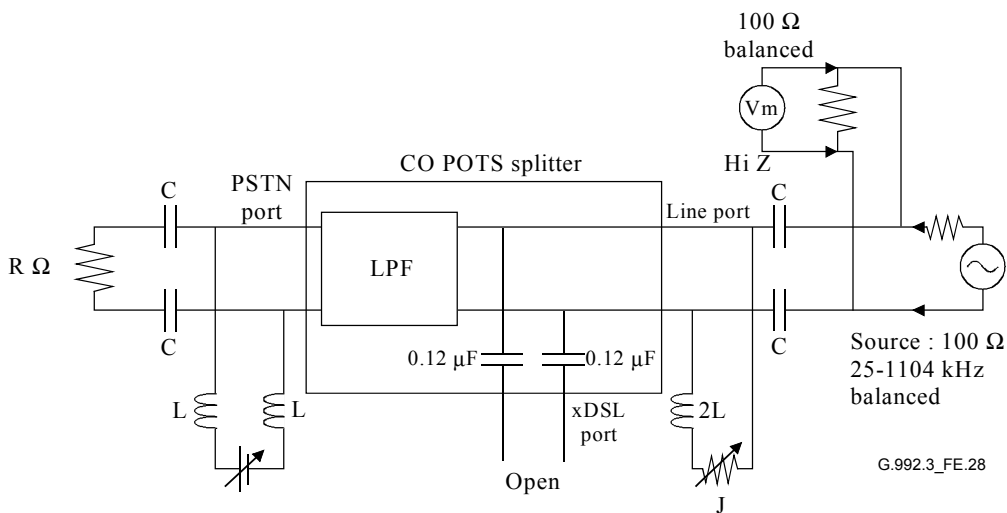 100 Ω
balanced
Vm
Hi Z
CO POTS splitter
C
PSTN
port
Line port
C
R Ω
LPF
C
C
0.12 µF
0.12 µF
Source : 100 Ω
25-1104 kHz
balanced
L
L
xDSL
port
2L
Open
J
G.992.3_FE.28